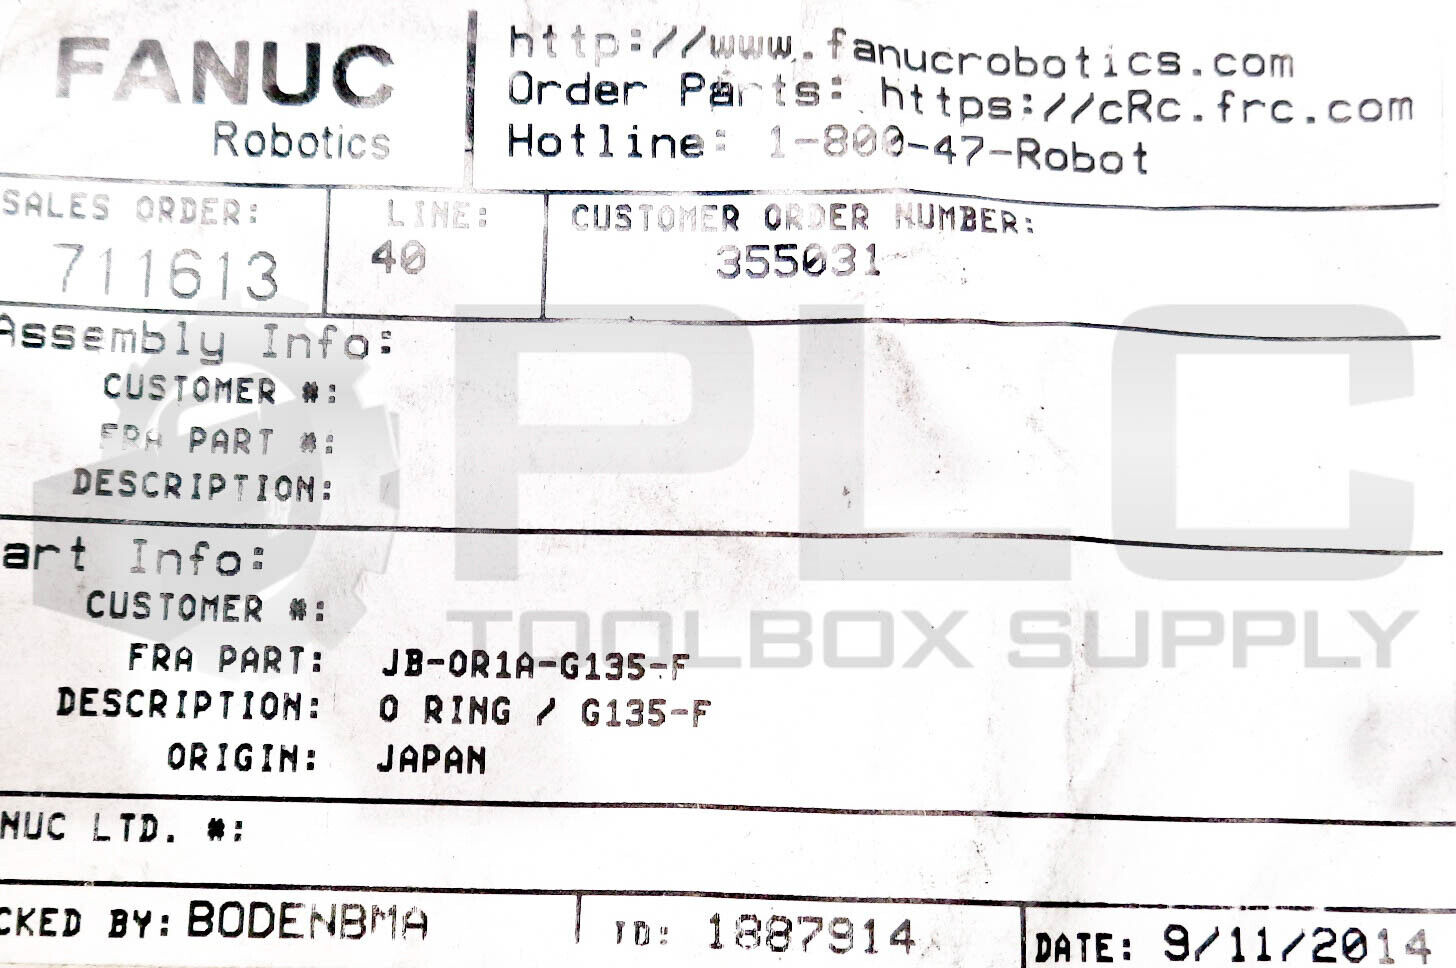 FANUC
Robotics
http://www.fanucrobotics.com
Order Parts: https://cRc.frc.com
Hotline: 1-800-47-Robot
SALES ORDER:
711613
LINE:
40
CUSTOMER ORDER NUMBER:
355031
Assembly Info:
CUSTOMER #:
FRA PART #:
DESCRIPTION:
art Info:
CUSTOMER #:
FRA PART: JB-OR1A-G135-F
DESCRIPTION: O RING / G135-F
ORIGIN: JAPAN
NUC LTD. #:
CKED BY: BODENBMA
ID: 1887914
DATE: 9/11/2014
PLC
TOOLBOX SUPPLY